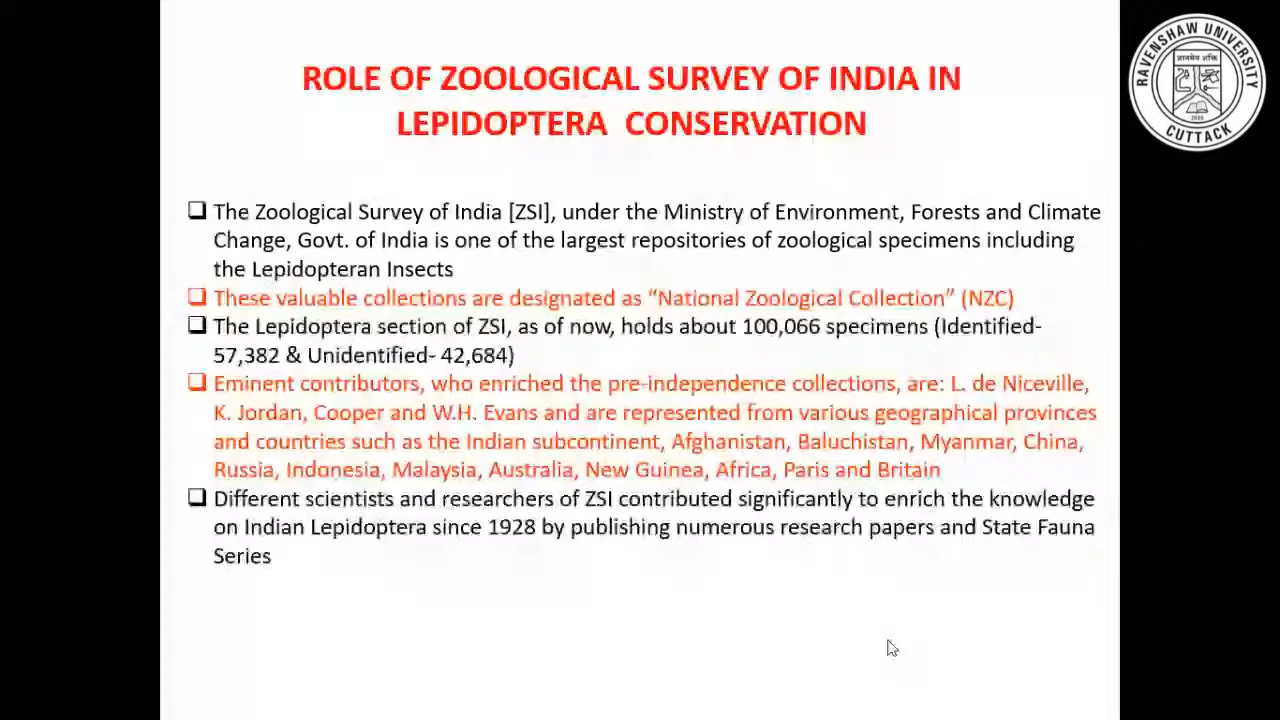 ROLE OF ZOOLOGICAL SURVEY OF INDIA IN
LEPIDOPTERA CONSERVATION
The Zoological Survey of India [ZSI], under the Ministry of Environment, Forests and Climate
Change, Govt. of India is one of the largest repositories of zoological specimens including
the Lepidopteran Insects
These valuable collections are designated as “National Zoological Collection” (NZC)
The Lepidoptera section of ZSI, as of now, holds about 100,066 specimens (Identified-
57,382 & Unidentified- 42,684)
Eminent contributors, who enriched the pre-independence collections, are: L. de Niceville,
K. Jordan, Cooper and W.H. Evans and are represented from various geographical provinces
and countries such as the Indian subcontinent, Afghanistan, Baluchistan, Myanmar, China,
Russia, Indonesia, Malaysia, Australia, New Guinea, Africa, Paris and Britain
Different scientists and researchers of ZSI contributed significantly to enrich the knowledge
on Indian Lepidoptera since 1928 by publishing numerous research papers and State Fauna
Series
RAVENSHAW UNIVERSITY
CUTTACK